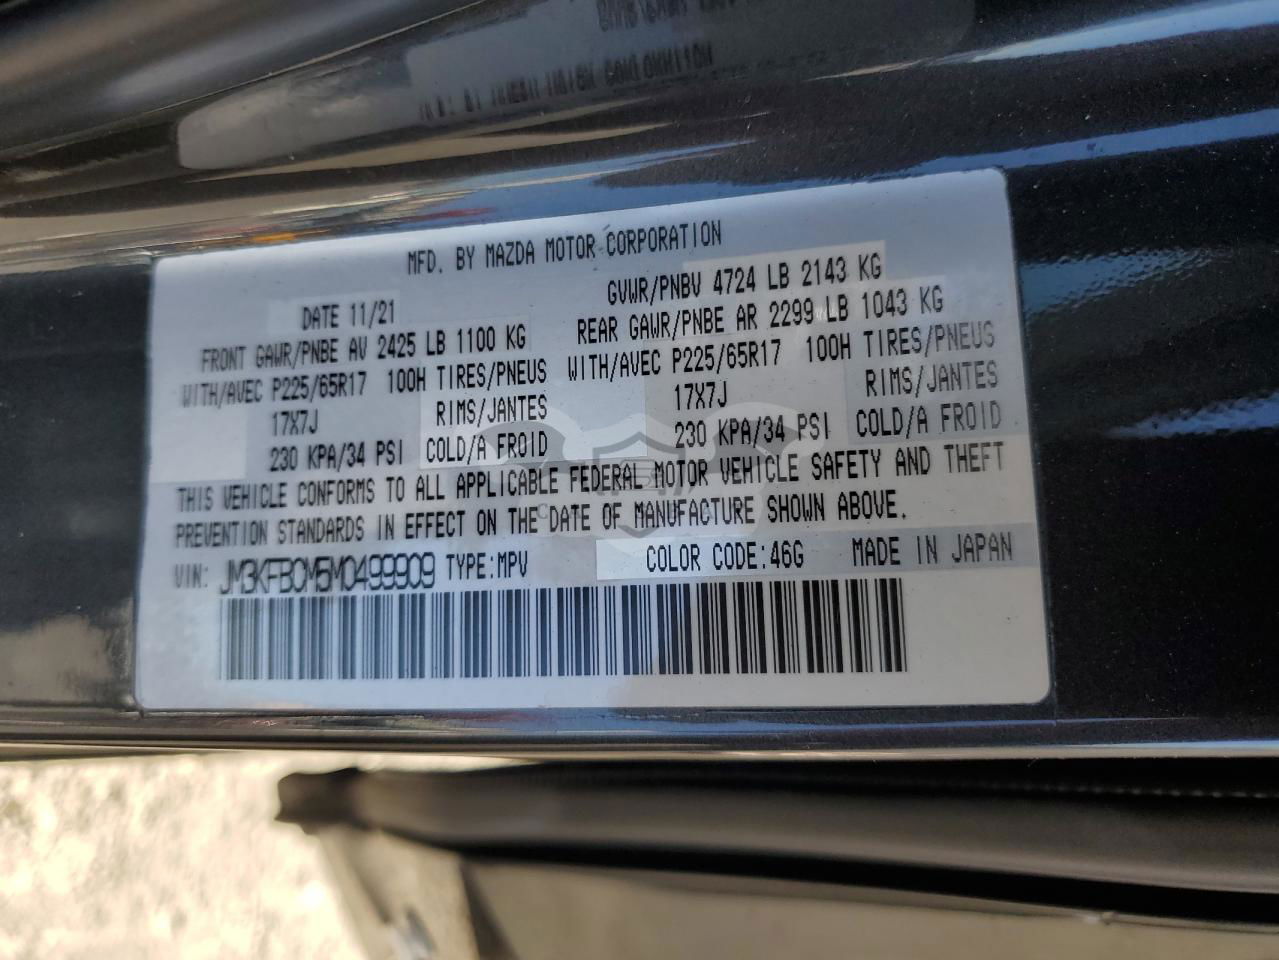 MFD. BY MAZDA MOTOR CORPORATION
DATE 11/21 GVWR/PNBV 4724 LB 2143 KG
FRONT GAWR/PNBE AV 2425 LB 1100 KG REAR GAWR/PNBE AR 2299 LB 1043 KG
WITH/AVEC P225/65R17 100H TIRES/PNEUS WITH/AVEC P225/65R17 100H TIRES/PNEUS
17X7J RIMS/JANTES 17X7J RIMS/JANTES
230 KPA/34 PSI COLD/A FROID 230 KPA/34 PSI COLD/A FROID
THIS VEHICLE CONFORMS TO ALL APPLICABLE FEDERAL MOTOR VEHICLE SAFETY AND THEFT
PREVENTION STANDARDS IN EFFECT ON THE DATE OF MANUFACTURE SHOWN ABOVE.
VIN: JM3KFBCM5M0499909 TYPE:MPV COLOR CODE:46G MADE IN JAPAN